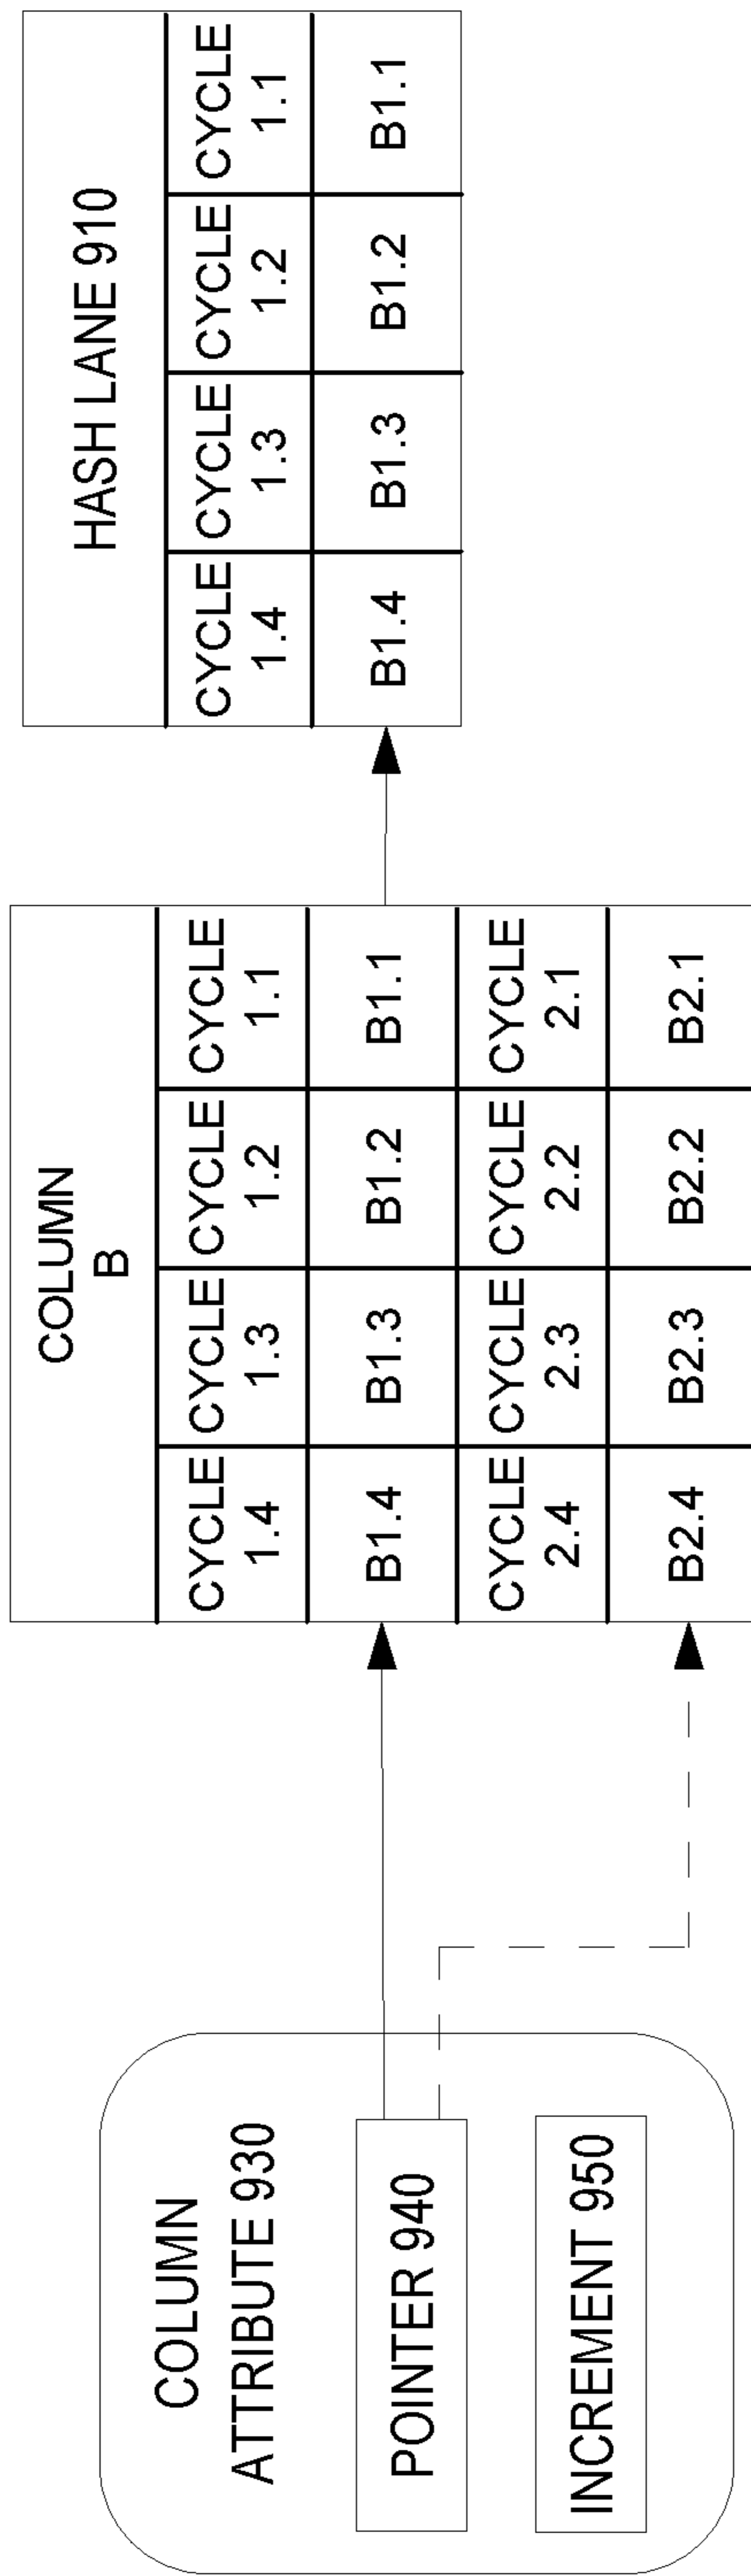 COLUMN
ATTRIBUTE 930
POINTER 940
INCREMENT 950
COLUMN
B
CYCLE CYCLE CYCLE CYCLE
1.4 1.3 1.2 1.1
B1.4 B1.3 B1.2 B1.1
CYCLE CYCLE CYCLE CYCLE
2.4 2.3 2.2 2.1
B2.4 B2.3 B2.2 B2.1
HASH LANE 910
CYCLE CYCLE CYCLE CYCLE
1.4 1.3 1.2 1.1
B1.4 B1.3 B1.2 B1.1